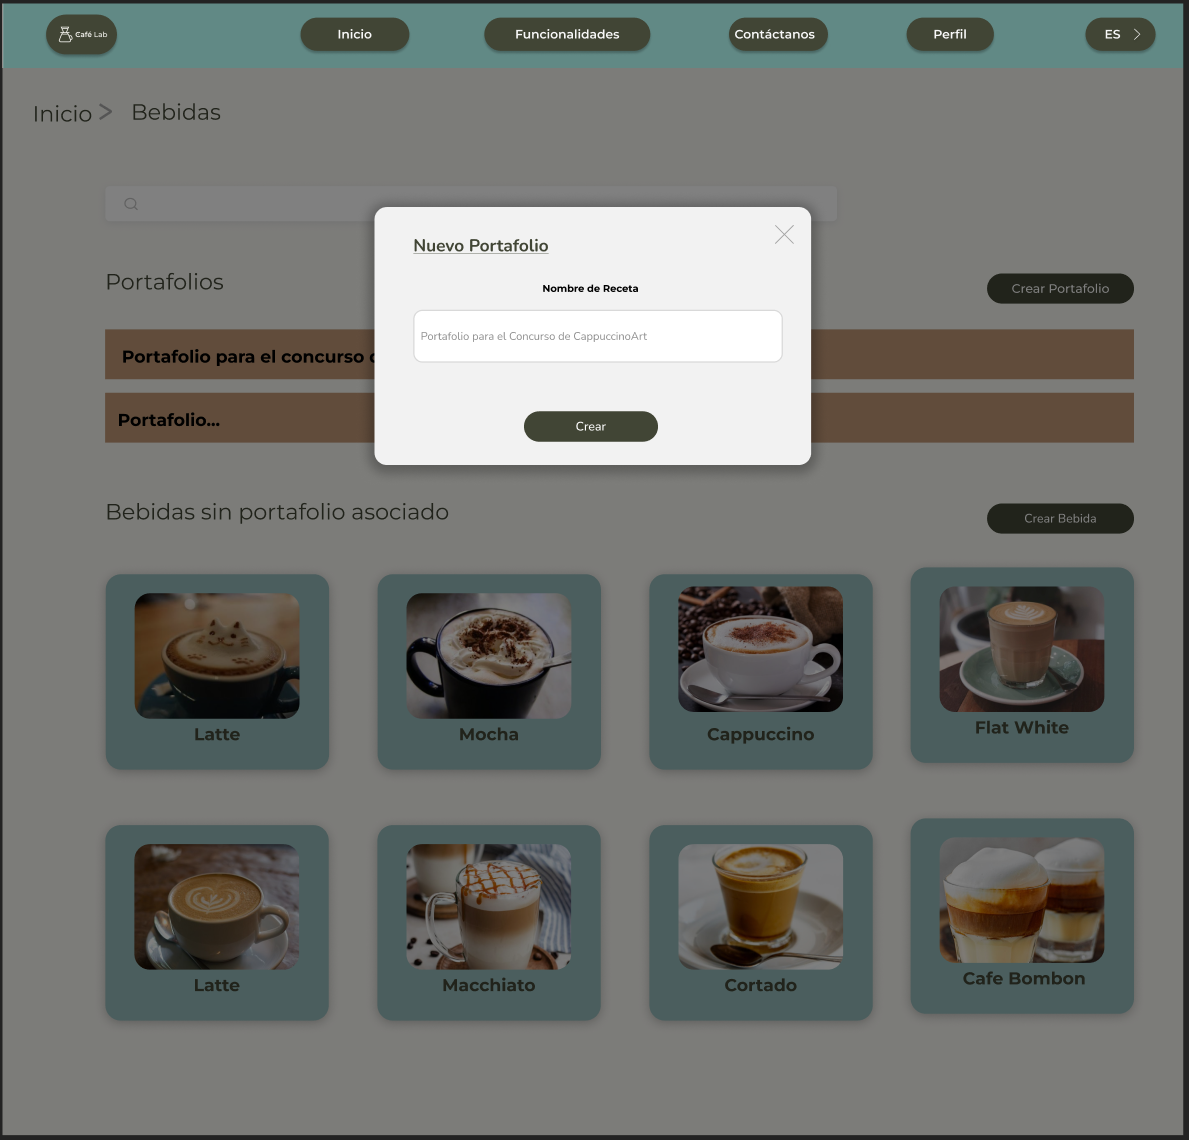 Café Lab
Inicio
Funcionalidades
Contáctanos
Perfil
ES
Inicio > Bebidas
Nuevo Portafolio
Nombre de Receta
Portafolio para el Concurso de CappuccinoArt
Crear
Portafolios
Crear Portafolio
Portafolio para el concurso
Portafolio...
Bebidas sin portafolio asociado
Crear Bebida
Latte
Mocha
Cappuccino
Flat White
Latte
Macchiato
Cortado
Cafe Bombon